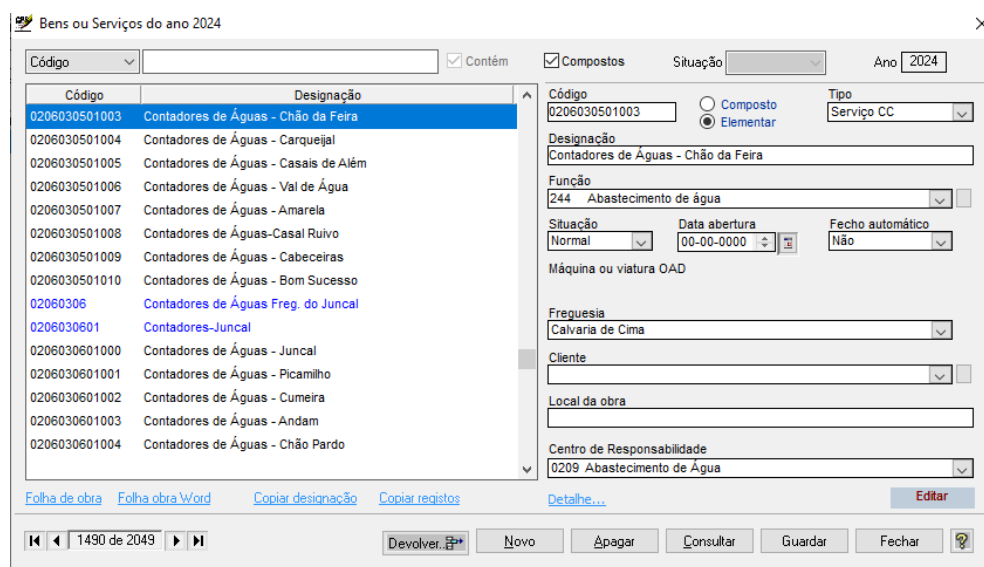 Bens ou Serviços do ano 2024
Código Contém Compostos Situação Ano 2024
Código Designação
0206030501003 Contadores de Águas - Chão da Feira
0206030501004 Contadores de Águas - Carqueijal
0206030501005 Contadores de Águas - Casais de Além
0206030501006 Contadores de Águas - Val de Água
0206030501007 Contadores de Águas - Amarela
0206030501008 Contadores de Águas-Casal Ruivo
0206030501009 Contadores de Águas - Cabeceiras
0206030501010 Contadores de Águas - Bom Sucesso
02060306 Contadores de Águas Freg. do Juncal
0206030601 Contadores-Juncal
0206030601000 Contadores de Águas - Juncal
0206030601001 Contadores de Águas - Picamilho
0206030601002 Contadores de Águas - Cumeira
0206030601003 Contadores de Águas - Andam
0206030601004 Contadores de Águas - Chão Pardo
Código Tipo
0206030501003 Composto Serviço CC
Elementar
Designação
Contadores de Águas - Chão da Feira
Função
244 Abastecimento de água
Situação Data abertura Fecho automático
Normal 00-00-0000 Não
Máquina ou viatura OAD
Freguesia
Calvaria de Cima
Cliente
Local da obra
Centro de Responsabilidade
0209 Abastecimento de Água
Folha de obra Folha obra Word Copiar designação Copiar registos Detalhe... Editar
1490 de 2049 Devolver.. Novo Apagar Consultar Guardar Fechar ?